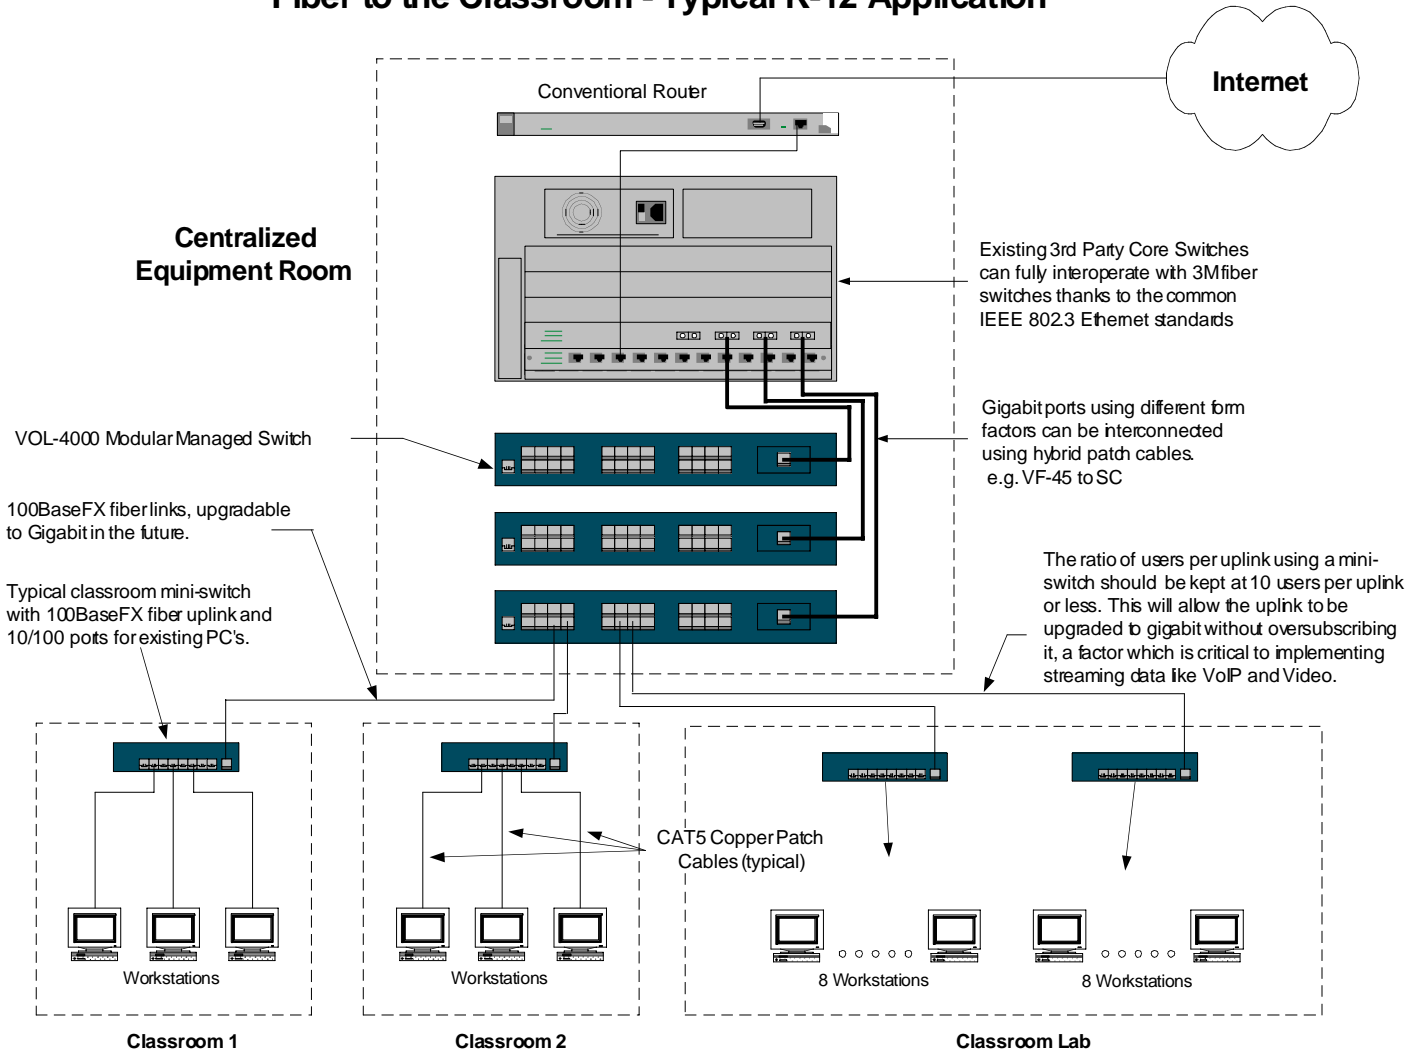 Fiber to the Classroom - Typical K-12 Application
Internet
Conventional Router
Centralized
Equipment Room
Existing 3rd Party Core Switches
can fully interoperate with 3M fiber
switches thanks to the common
IEEE 802.3 Ethernet standards
Gigabit ports using different form
factors can be interconnected
using hybrid patch cables.
e.g. VF-45 to SC
VOL-4000 Modular Managed Switch
100BaseFX fiber links, upgradable
to Gigabit in the future.
Typical classroom mini-switch
with 100BaseFX fiber uplink and
10/100 ports for existing PC's.
The ratio of users per uplink using a mini-
switch should be kept at 10 users per uplink
or less. This will allow the uplink to be
upgraded to gigabit without oversubscribing
it, a factor which is critical to implementing
streaming data like VoIP and Video.
CAT5 Copper Patch
Cables (typical)
Workstations
Workstations
8 Workstations
8 Workstations
Classroom 1
Classroom 2
Classroom Lab